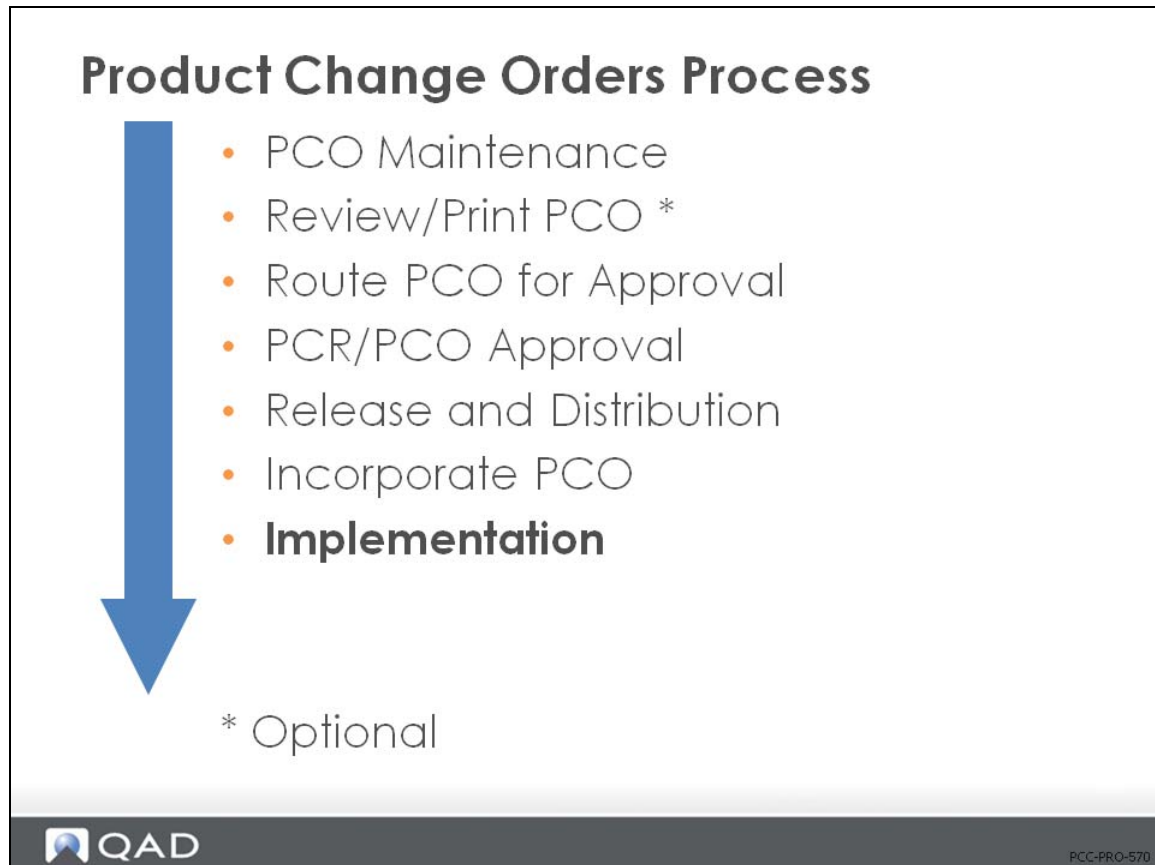 Product Change Orders Process
• PCO Maintenance
• Review/Print PCO *
• Route PCO for Approval
• PCR/PCO Approval
• Release and Distribution
• Incorporate PCO
• Implementation
* Optional
QAD
PCC-PRO-570